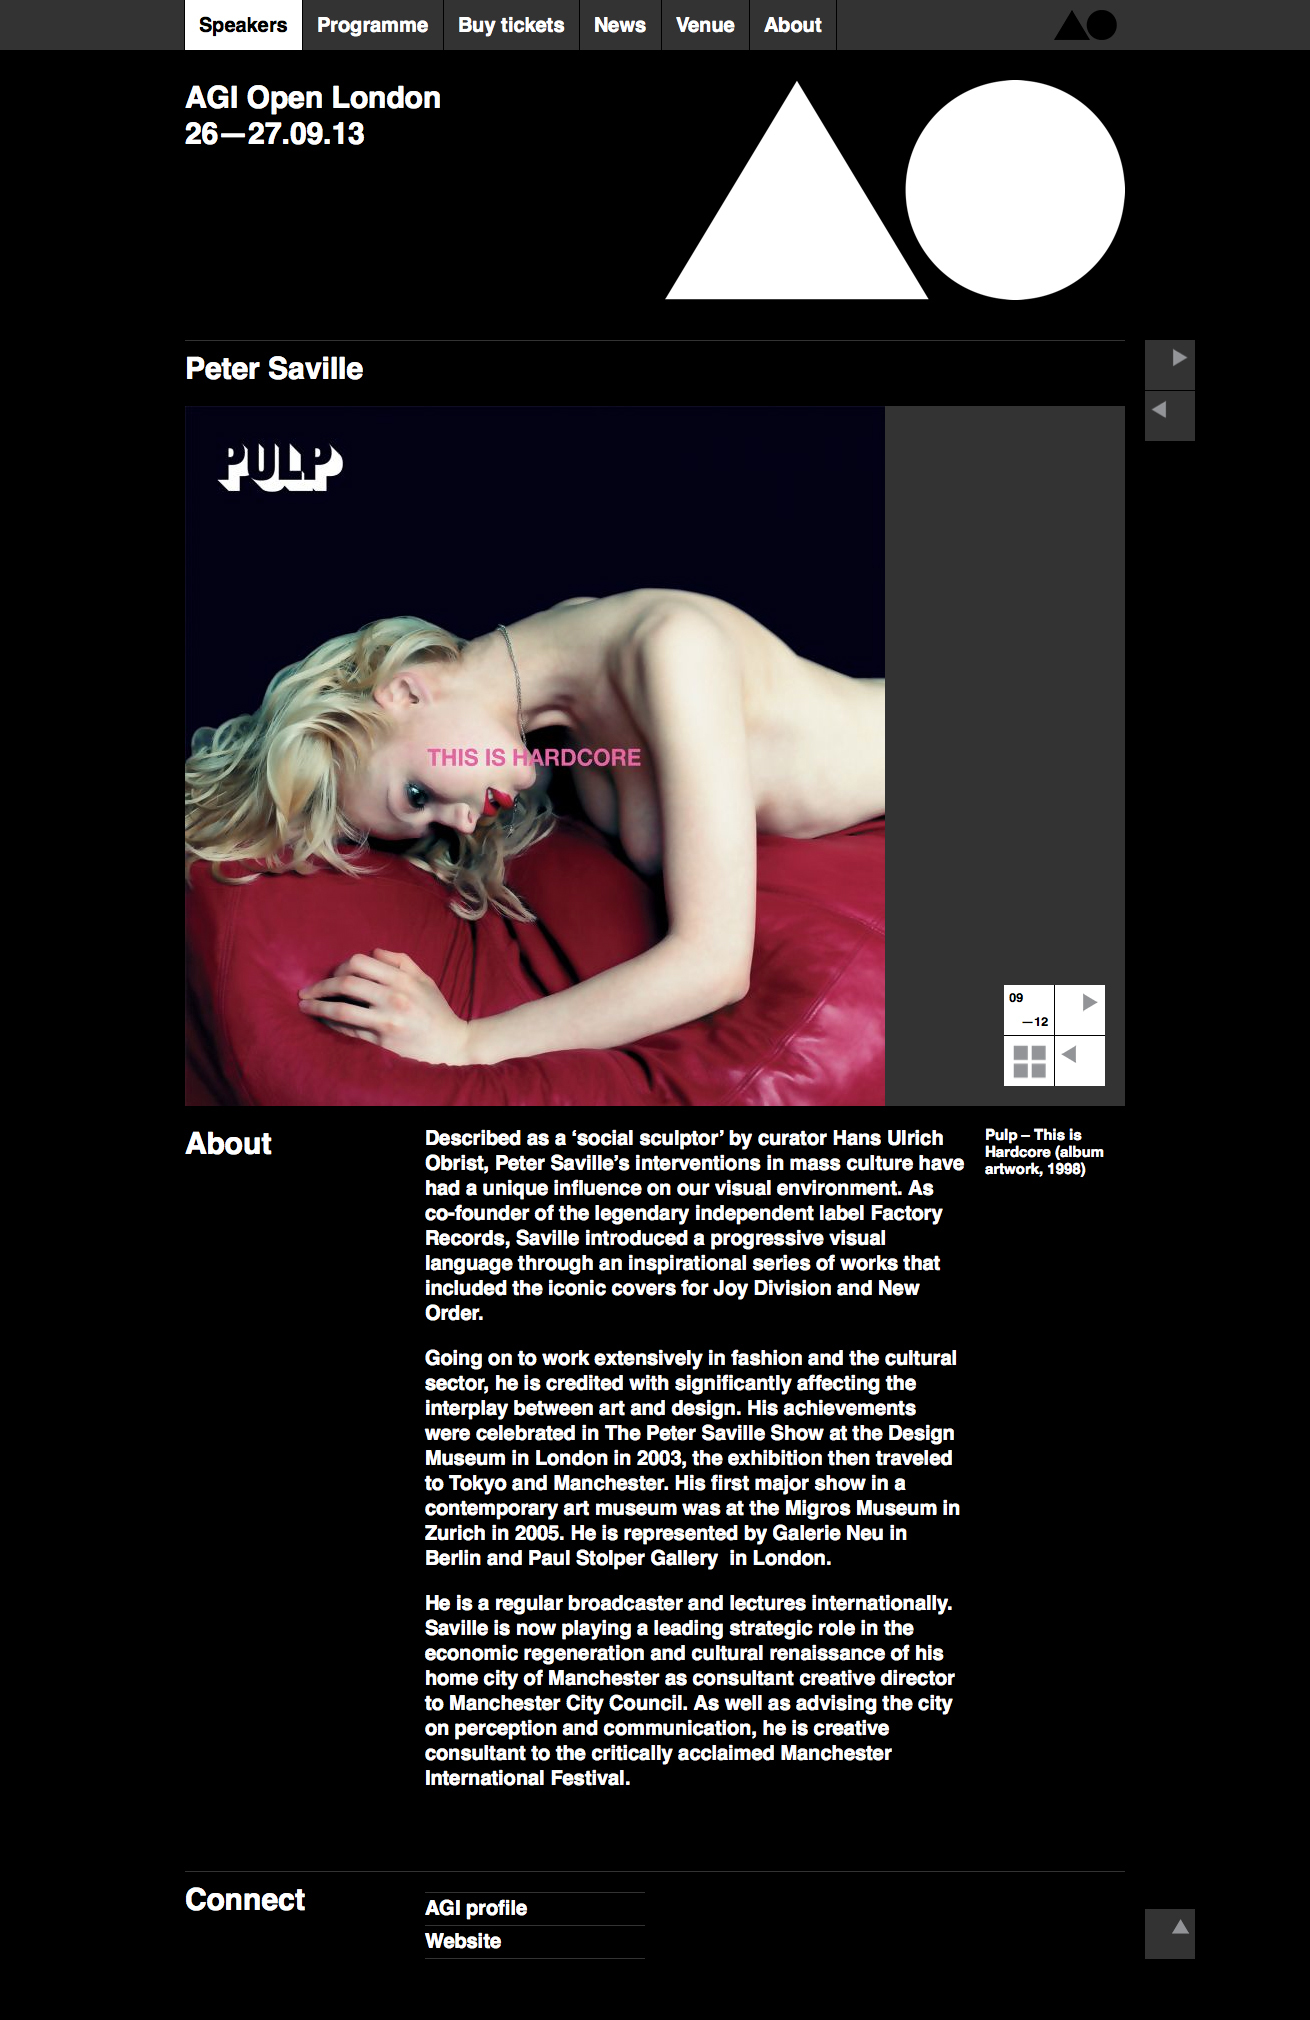 Speakers Programme Buy tickets News Venue About
AGI Open London
26—27.09.13
Peter Saville
PULP
THIS IS HARDCORE
09
—12
About
Described as a ‘social sculptor’ by curator Hans Ulrich
Obrist, Peter Saville’s interventions in mass culture have
had a unique influence on our visual environment. As
co-founder of the legendary independent label Factory
Records, Saville introduced a progressive visual
language through an inspirational series of works that
included the iconic covers for Joy Division and New
Order.
Going on to work extensively in fashion and the cultural
sector, he is credited with significantly affecting the
interplay between art and design. His achievements
were celebrated in The Peter Saville Show at the Design
Museum in London in 2003, the exhibition then traveled
to Tokyo and Manchester. His first major show in a
contemporary art museum was at the Migros Museum in
Zurich in 2005. He is represented by Galerie Neu in
Berlin and Paul Stolper Gallery  in London.
He is a regular broadcaster and lectures internationally.
Saville is now playing a leading strategic role in the
economic regeneration and cultural renaissance of his
home city of Manchester as consultant creative director
to Manchester City Council. As well as advising the city
on perception and communication, he is creative
consultant to the critically acclaimed Manchester
International Festival.
Pulp – This is
Hardcore (album
artwork, 1998)
Connect
AGI profile
Website